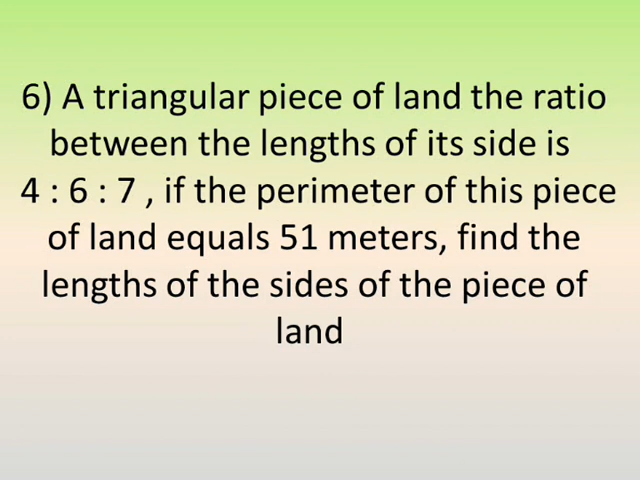 6) A triangular piece of land the ratio
between the lengths of its side is
4 : 6 : 7 , if the perimeter of this piece
of land equals 51 meters, find the
lengths of the sides of the piece of
land